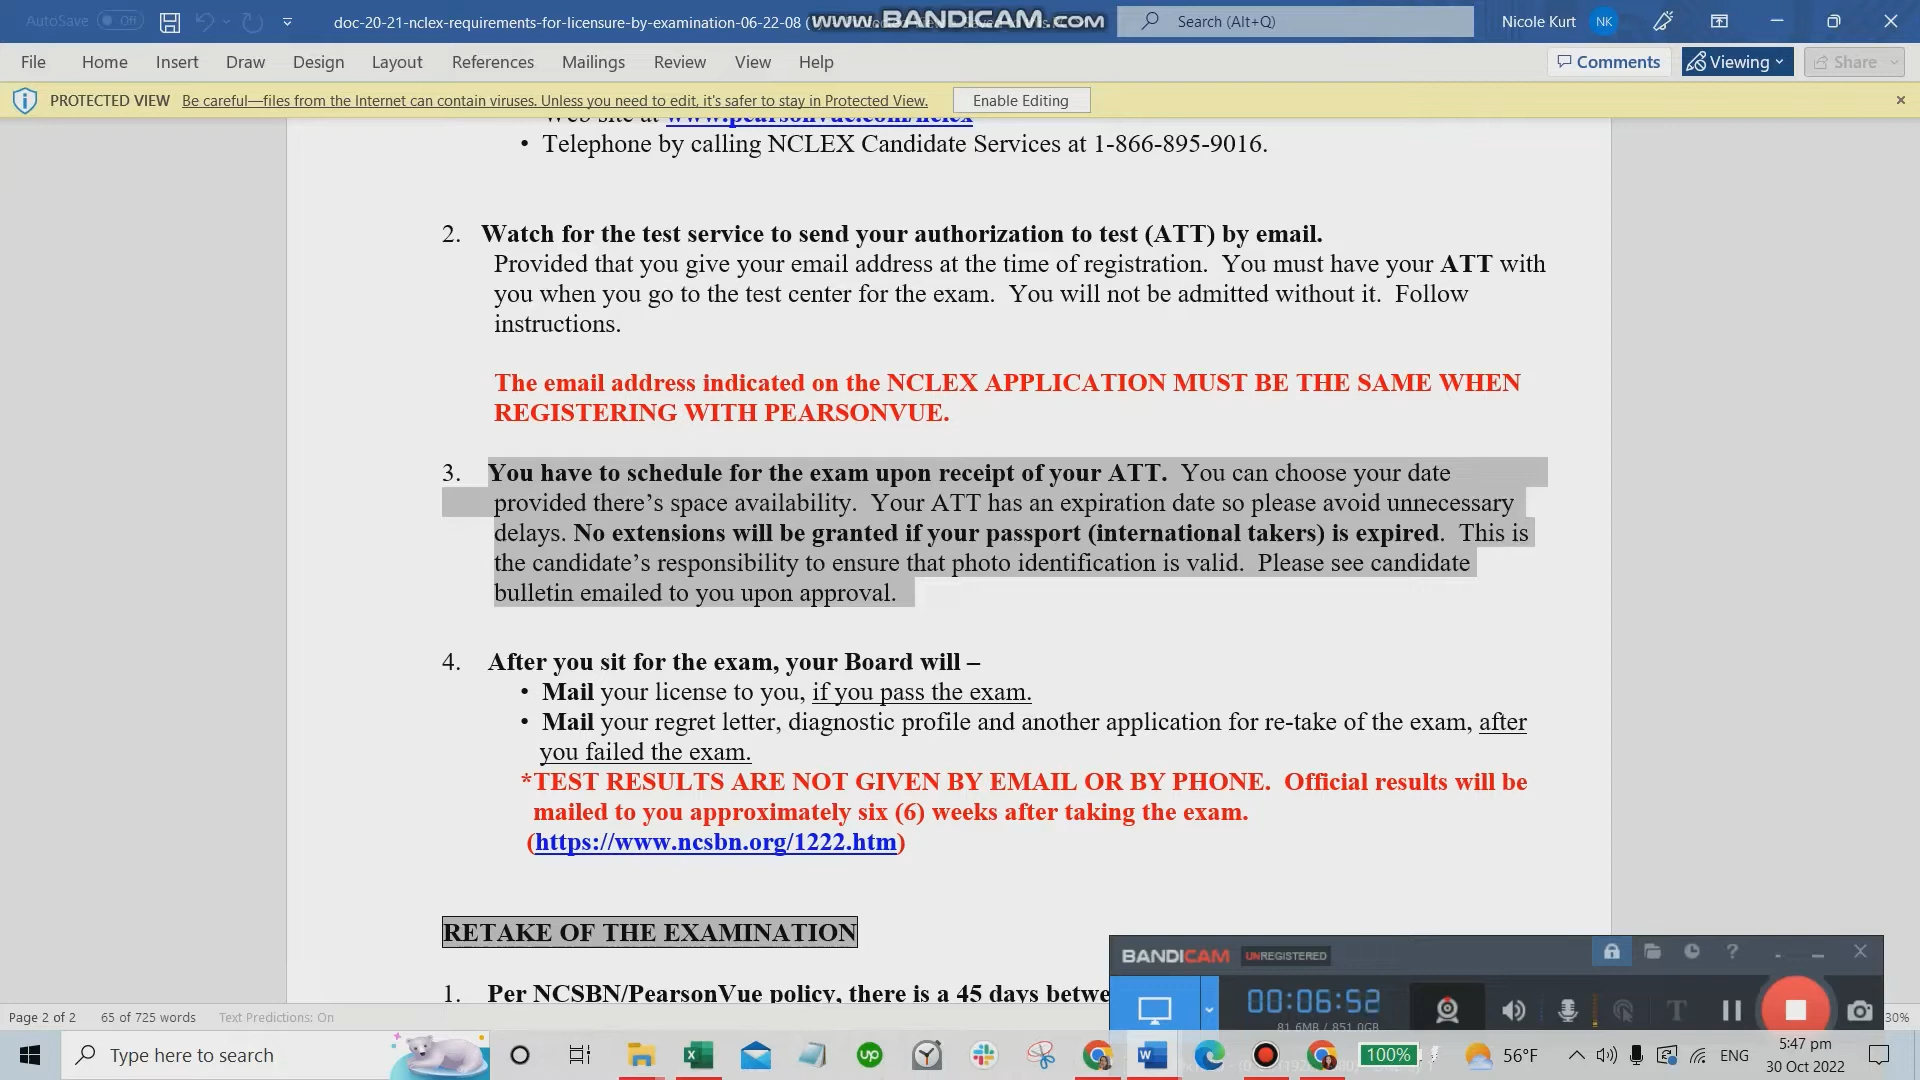 AutoSave Off
doc-20-21-nclex-requirements-for-licensure-by-examination-06-22-08 (
www.BANDICAM.com
Search (Alt+Q)
Nicole Kurt NK
File Home Insert Draw Design Layout References Mailings Review View Help
Comments Viewing Share
PROTECTED VIEW Be careful—files from the Internet can contain viruses. Unless you need to edit, it's safer to stay in Protected View. Enable Editing
Web site at www.pearsonvue.com/nclex
• Telephone by calling NCLEX Candidate Services at 1-866-895-9016.
2. Watch for the test service to send your authorization to test (ATT) by email.
Provided that you give your email address at the time of registration. You must have your ATT with
you when you go to the test center for the exam. You will not be admitted without it. Follow
instructions.
The email address indicated on the NCLEX APPLICATION MUST BE THE SAME WHEN
REGISTERING WITH PEARSONVUE.
3. You have to schedule for the exam upon receipt of your ATT. You can choose your date
provided there's space availability. Your ATT has an expiration date so please avoid unnecessary
delays. No extensions will be granted if your passport (international takers) is expired. This is
the candidate's responsibility to ensure that photo identification is valid. Please see candidate
bulletin emailed to you upon approval.
4. After you sit for the exam, your Board will –
• Mail your license to you, if you pass the exam.
• Mail your regret letter, diagnostic profile and another application for re-take of the exam, after
you failed the exam.
*TEST RESULTS ARE NOT GIVEN BY EMAIL OR BY PHONE. Official results will be
mailed to you approximately six (6) weeks after taking the exam.
(https://www.ncsbn.org/1222.htm)
RETAKE OF THE EXAMINATION
1. Per NCSBN/PearsonVue policy, there is a 45 days betwe
BANDICAM UNREGISTERED
00:06:52
81.6MB / 851.0GB
Page 2 of 2 65 of 725 words Text Predictions: On
30%
Type here to search
100%
56°F
ENG
5:47 pm
30 Oct 2022